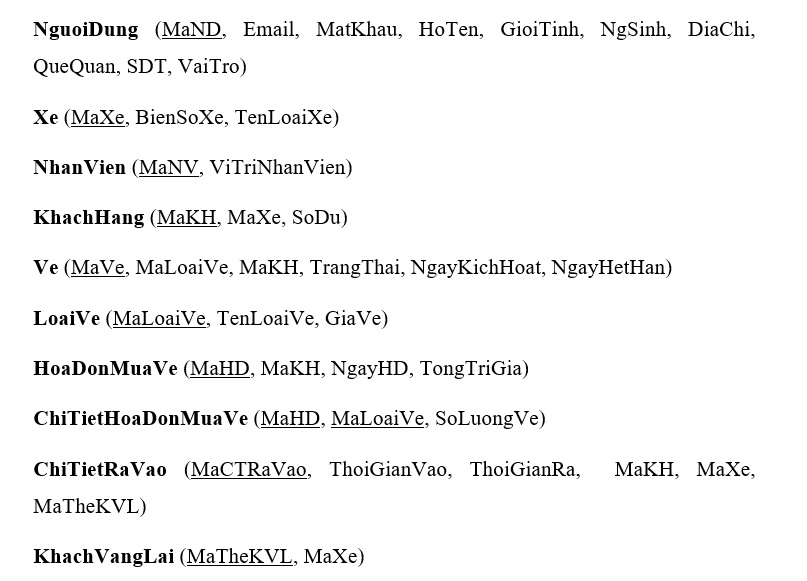 NguoiDung (MaND, Email, MatKhau, HoTen, GioiTinh, NgSinh, DiaChi,
QueQuan, SDT, VaiTro)
Xe (MaXe, BienSoXe, TenLoaiXe)
NhanVien (MaNV, ViTriNhanVien)
KhachHang (MaKH, MaXe, SoDu)
Ve (MaVe, MaLoaiVe, MaKH, TrangThai, NgayKichHoat, NgayHetHan)
LoaiVe (MaLoaiVe, TenLoaiVe, GiaVe)
HoaDonMuaVe (MaHD, MaKH, NgayHD, TongTriGia)
ChiTietHoaDonMuaVe (MaHD, MaLoaiVe, SoLuongVe)
ChiTietRaVao (MaCTRaVao, ThoiGianVao, ThoiGianRa, MaKH, MaXe,
MaTheKVL)
KhachVangLai (MaTheKVL, MaXe)